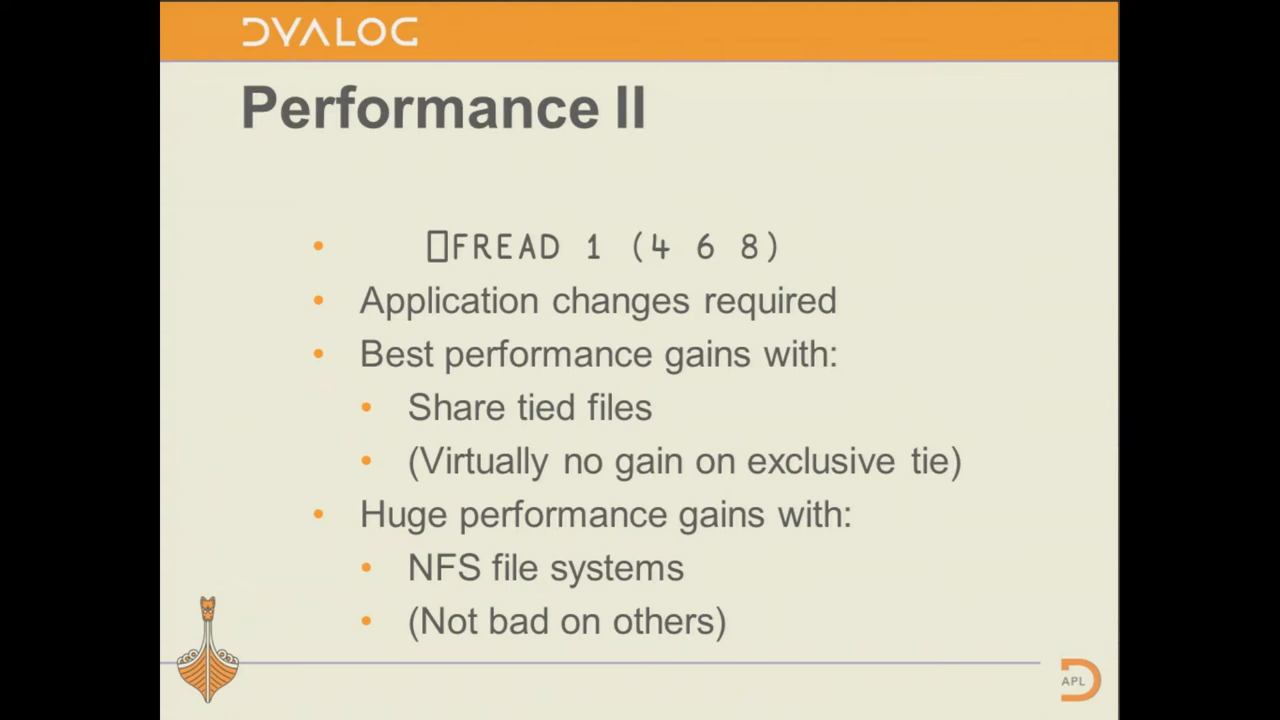 DYALOG
Performance II
• ⎕FREAD 1 (4 6 8)
• Application changes required
• Best performance gains with:
• Share tied files
• (Virtually no gain on exclusive tie)
• Huge performance gains with:
• NFS file systems
• (Not bad on others)
APL